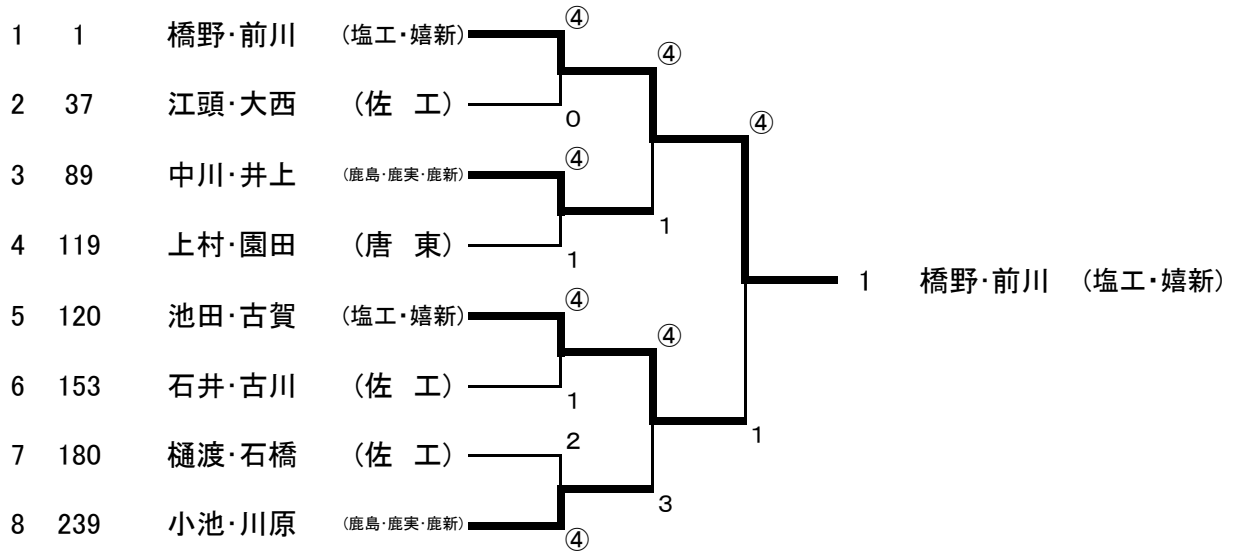 ④
1 1 橋野・前川 (塩工・嬉新)
④
2 37 江頭・大西 (佐 工)
0
④
④
3 89 中川・井上 (鹿島・鹿実・鹿新)
1
4 119 上村・園田 (唐 東)
1
1 橋野・前川 (塩工・嬉新)
④
5 120 池田・古賀 (塩工・嬉新)
④
6 153 石井・古川 (佐 工)
1
2
1
7 180 樋渡・石橋 (佐 工)
3
8 239 小池・川原 (鹿島・鹿実・鹿新)
④